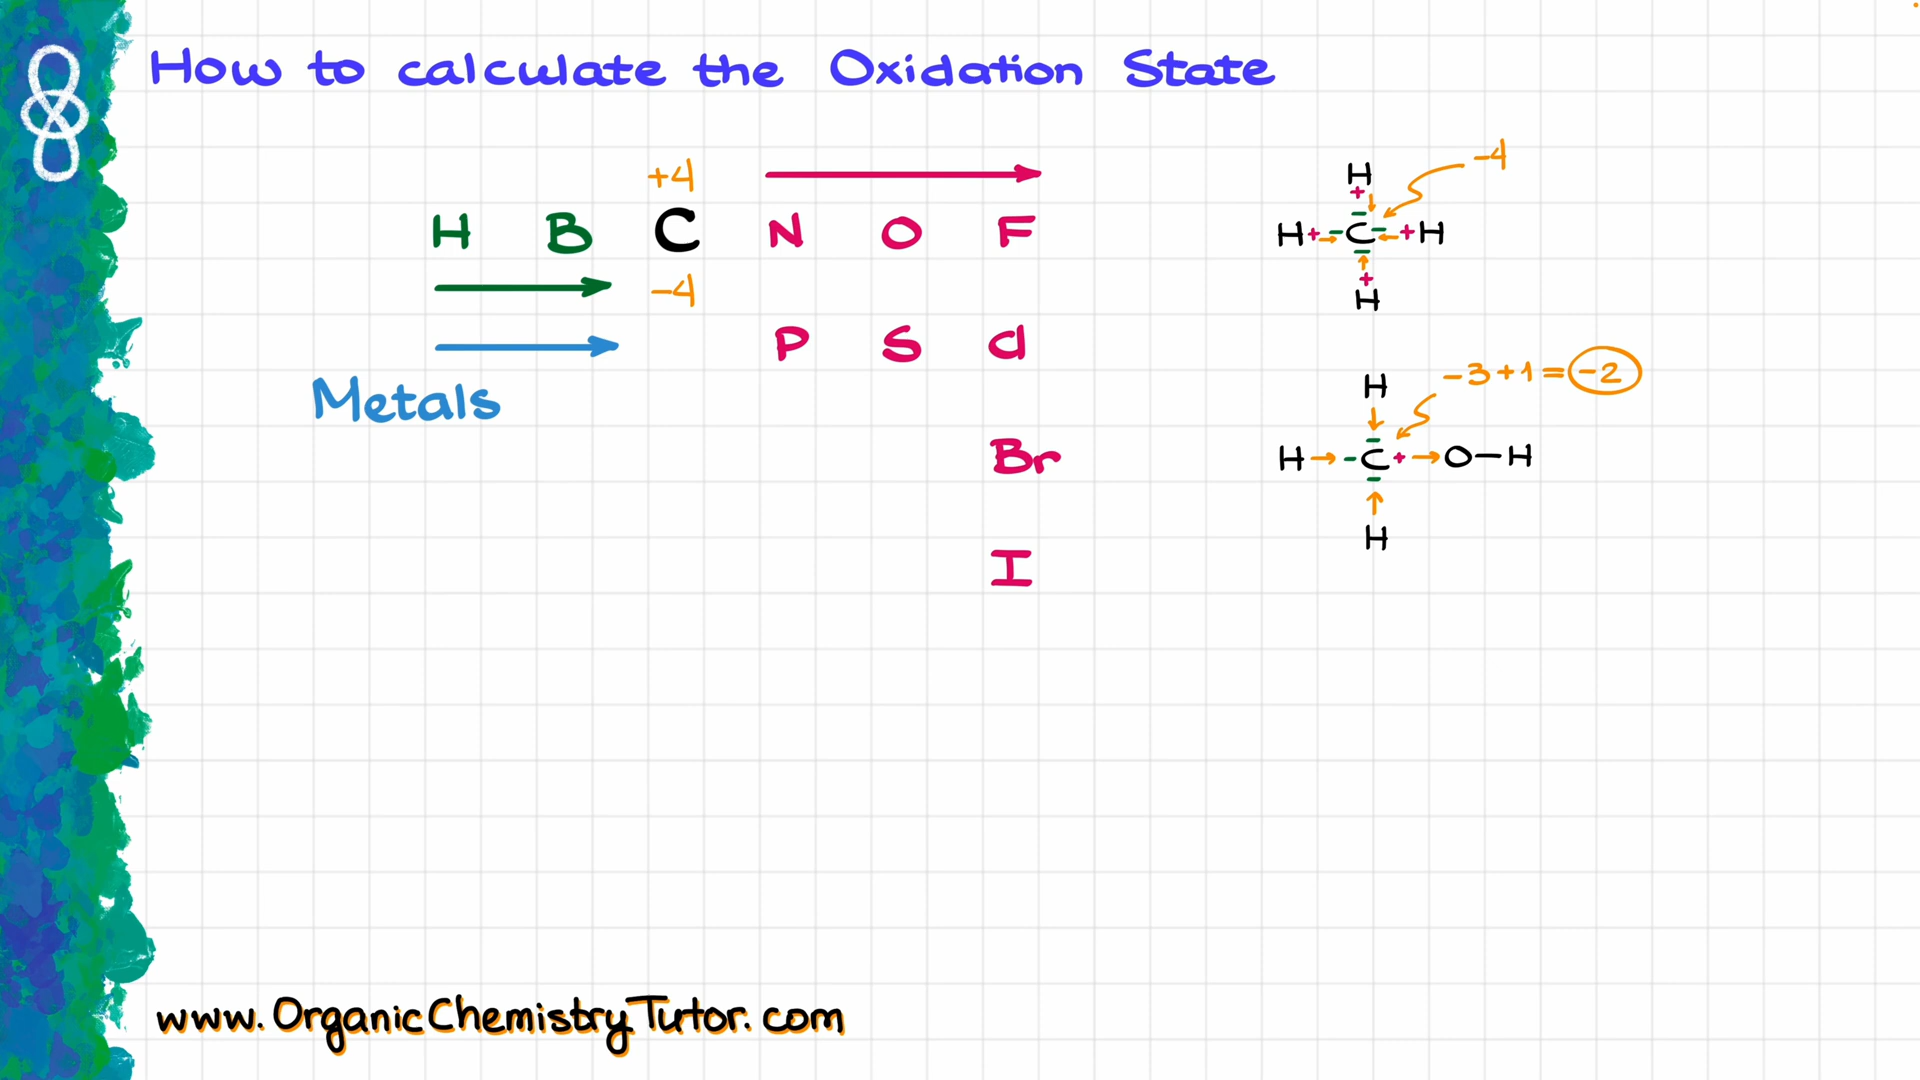 How to calculate the Oxidation State
+4
H B C N O F
-4
P S Cl
Metals
Br
I
-4
H
+
H+ - C - +H
+
H
-3+1=-2
H
H - C + O-H
H
www.OrganicChemistryTutor.com